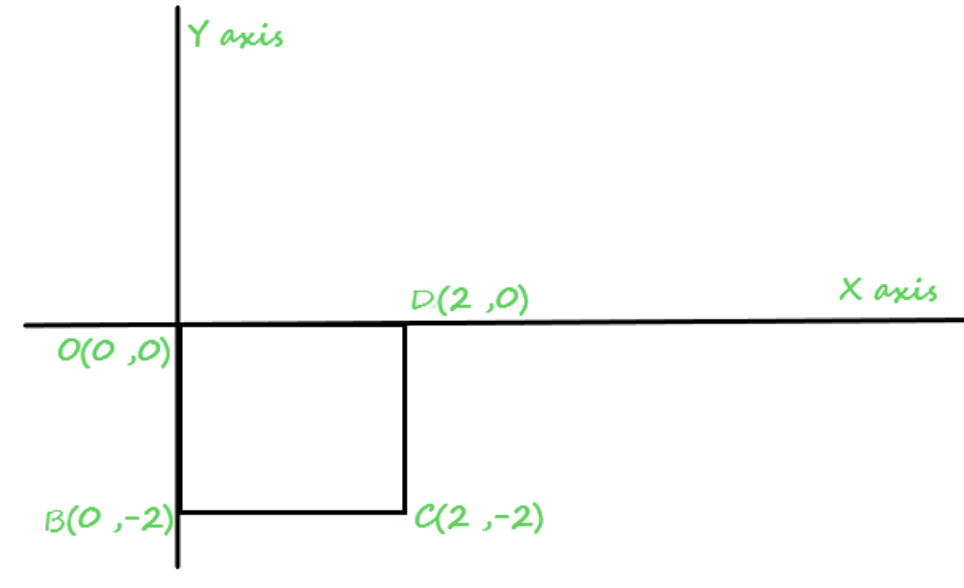 Y axis
D(2 ,0)
X axis
O(0 ,0)
B(0 ,-2)
C(2 ,-2)